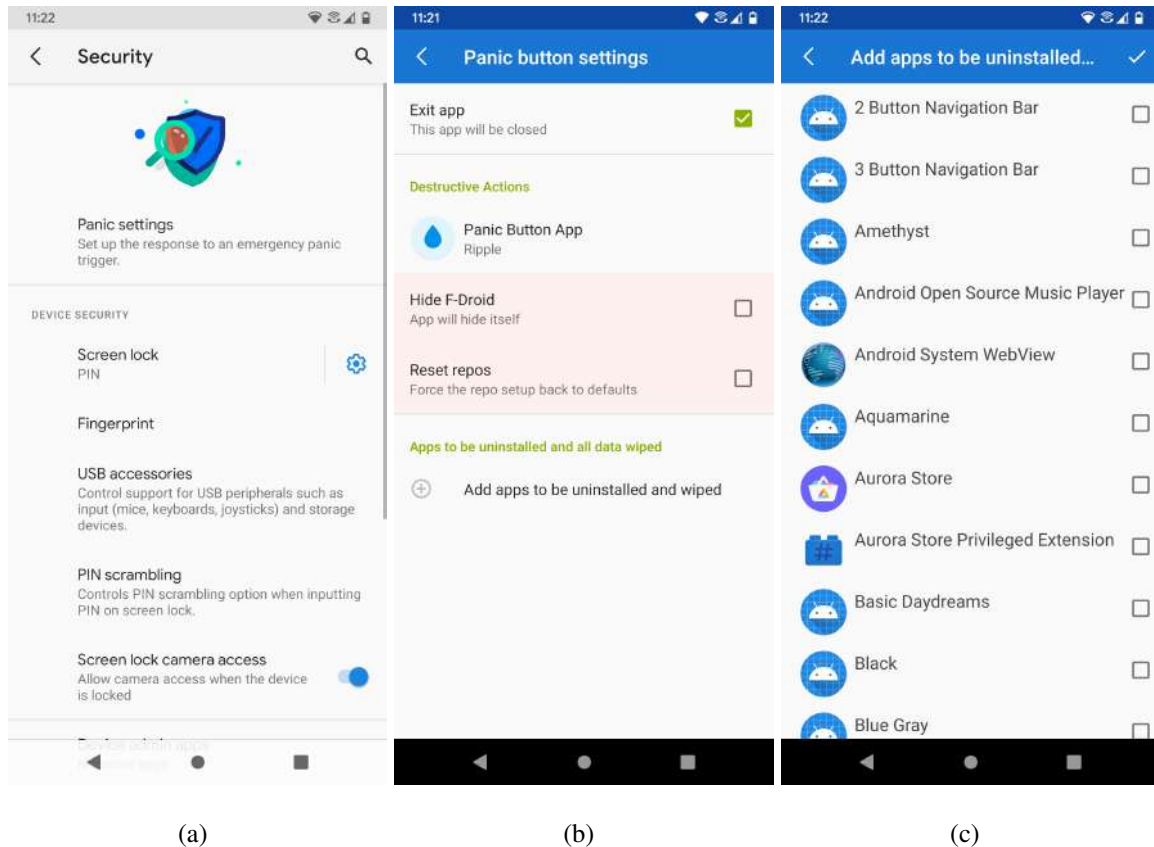 11:22
Security
Panic settings
Set up the response to an emergency panic
trigger.
DEVICE SECURITY
Screen lock
PIN
Fingerprint
USB accessories
Control support for USB peripherals such as
input (mice, keyboards, joysticks) and storage
devices.
PIN scrambling
Controls PIN scrambling option when inputting
PIN on screen lock.
Screen lock camera access
Allow camera access when the device
is locked
Device admin apps
(a)
11:21
Panic button settings
Exit app
This app will be closed
Destructive Actions
Panic Button App
Ripple
Hide F-Droid
App will hide itself
Reset repos
Force the repo setup back to defaults
Apps to be uninstalled and all data wiped
Add apps to be uninstalled and wiped
(b)
11:22
Add apps to be uninstalled...
2 Button Navigation Bar
3 Button Navigation Bar
Amethyst
Android Open Source Music Player
Android System WebView
Aquamarine
Aurora Store
Aurora Store Privileged Extension
Basic Daydreams
Black
Blue Gray
(c)